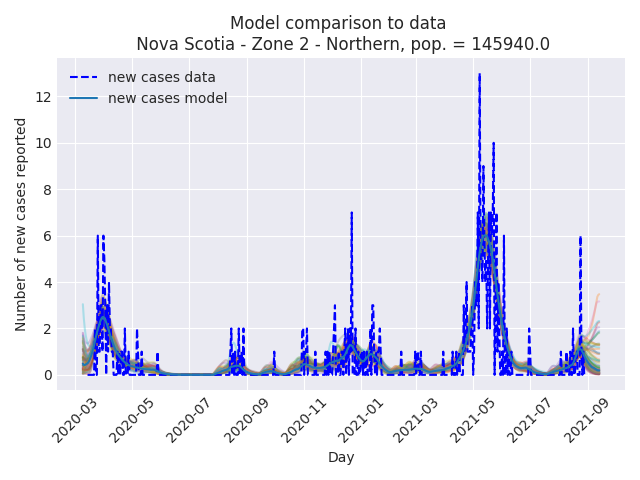 Model comparison to data
Nova Scotia - Zone 2 - Northern, pop. = 145940.0
new cases data
new cases model
Number of new cases reported
12
10
8
6
4
2
0
2020-03
2020-05
2020-07
2020-09
2020-11
2021-01
2021-03
2021-05
2021-07
2021-09
Day